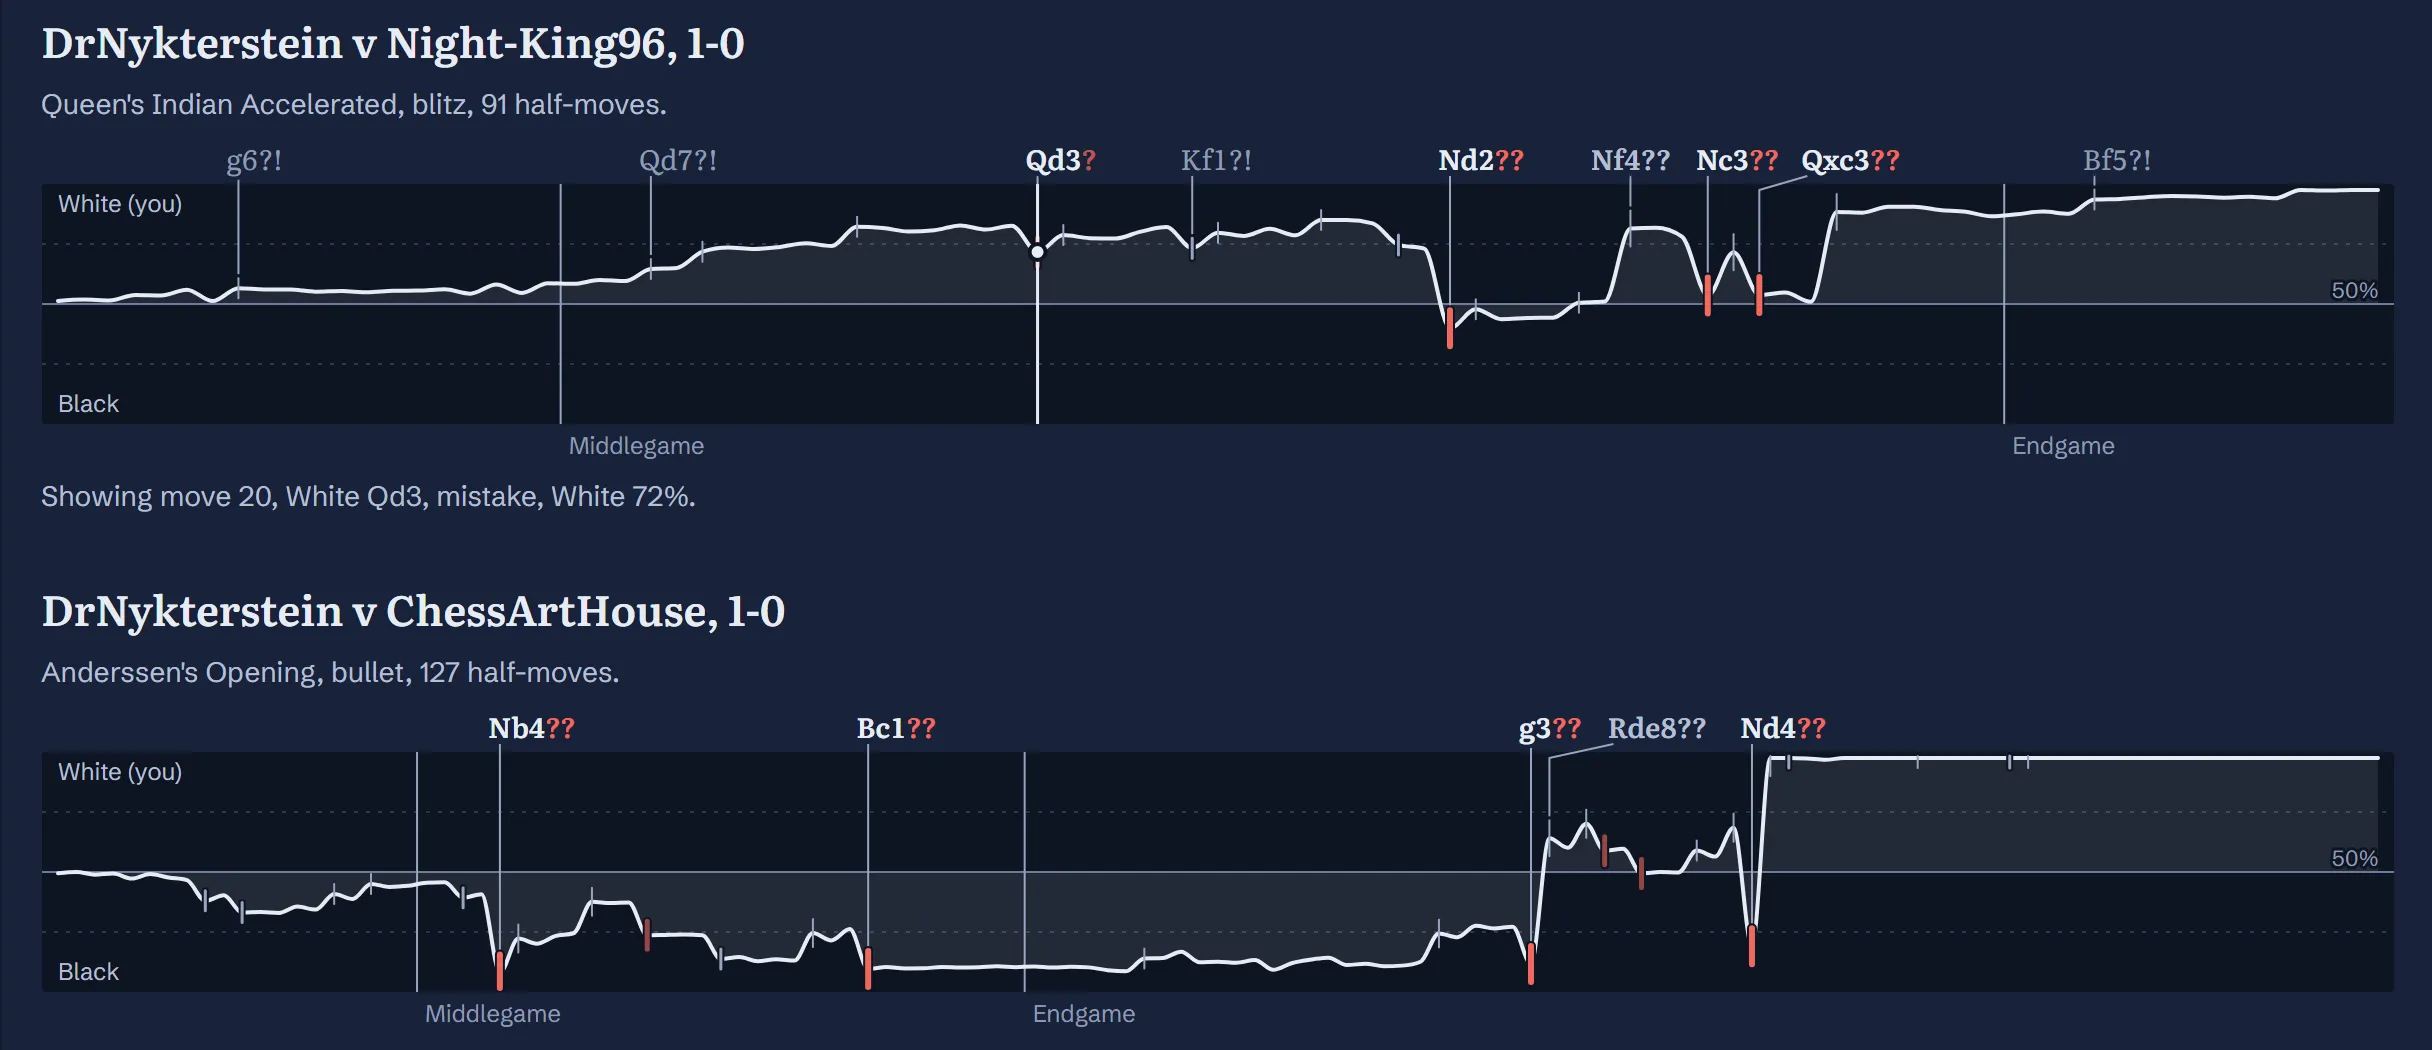 DrNykterstein v Night-King96, 1-0
Queen's Indian Accelerated, blitz, 91 half-moves.
g6?! Qd7?! Qd3? Kf1?! Nd2?? Nf4?? Nc3?? Qxc3?? Bf5?!
White (you)
50%
Black
Middlegame Endgame
Showing move 20, White Qd3, mistake, White 72%.
DrNykterstein v ChessArtHouse, 1-0
Anderssen's Opening, bullet, 127 half-moves.
Nb4?? Bc1?? g3?? Rde8?? Nd4??
White (you)
50%
Black
Middlegame Endgame